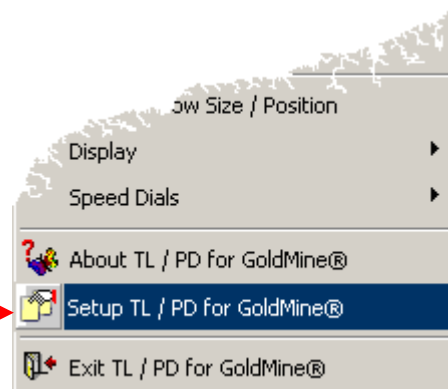 ow Size / Position
Display
Speed Dials
About TL / PD for GoldMine®
Setup TL / PD for GoldMine®
Exit TL / PD for GoldMine®